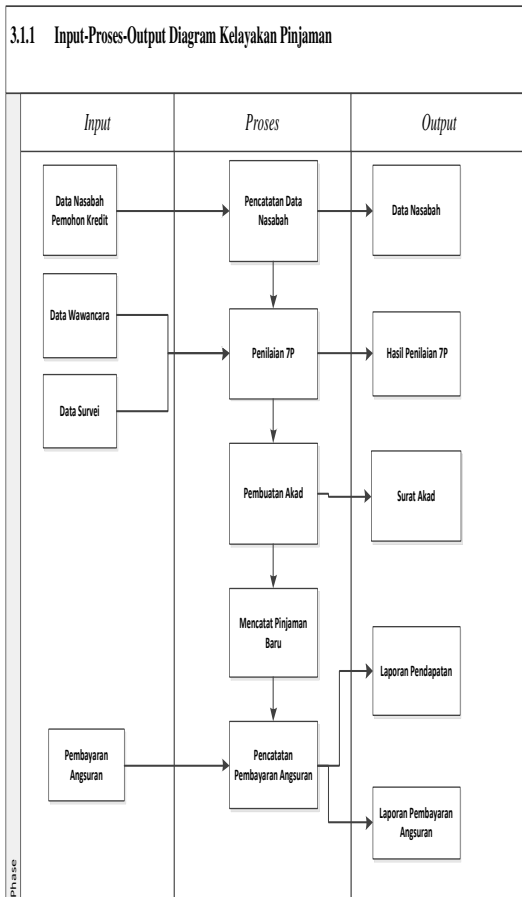 3.1.1 Input-Proses-Output Diagram Kelayakan Pinjaman
Input
Proses
Output
Data Nasabah
Pemohon Kredit
Pencatatan Data
Nasabah
Data Nasabah
Data Wawancara
Penilaian 7P
Hasil Penilaian 7P
Data Survei
Pembuatan Akad
Surat Akad
Mencatat Pinjaman
Baru
Laporan Pendapatan
Pembayaran
Angsuran
Pencatatan
Pembayaran Angsuran
Laporan Pembayaran
Angsuran
Phase